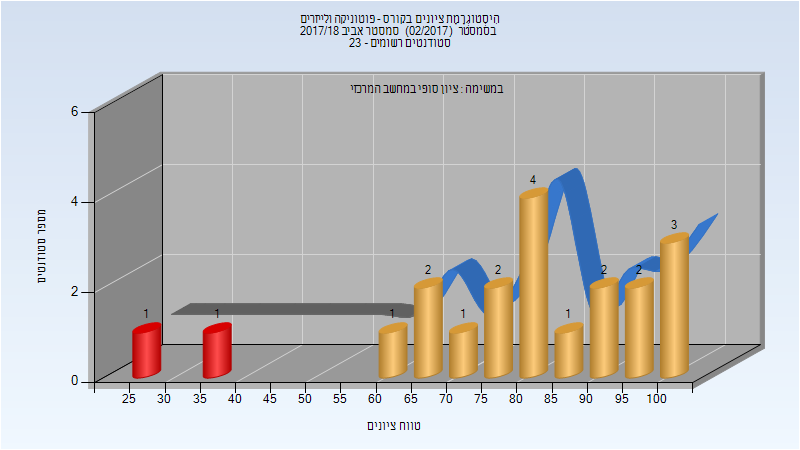 היסטוגרמת ציונים בקורס - פוטוניקה ולייזרים
בסמסטר (02/2017) סמסטר אביב 2017/18
סטודנטים רשומים - 23
במשימה : ציון סופי במחשב המרכזי
מספר סטודנטים
6
4
2
0
1
1
1
2
1
2
4
1
2
2
3
25 30 35 40 45 50 55 60 65 70 75 80 85 90 95 100
טווח ציונים